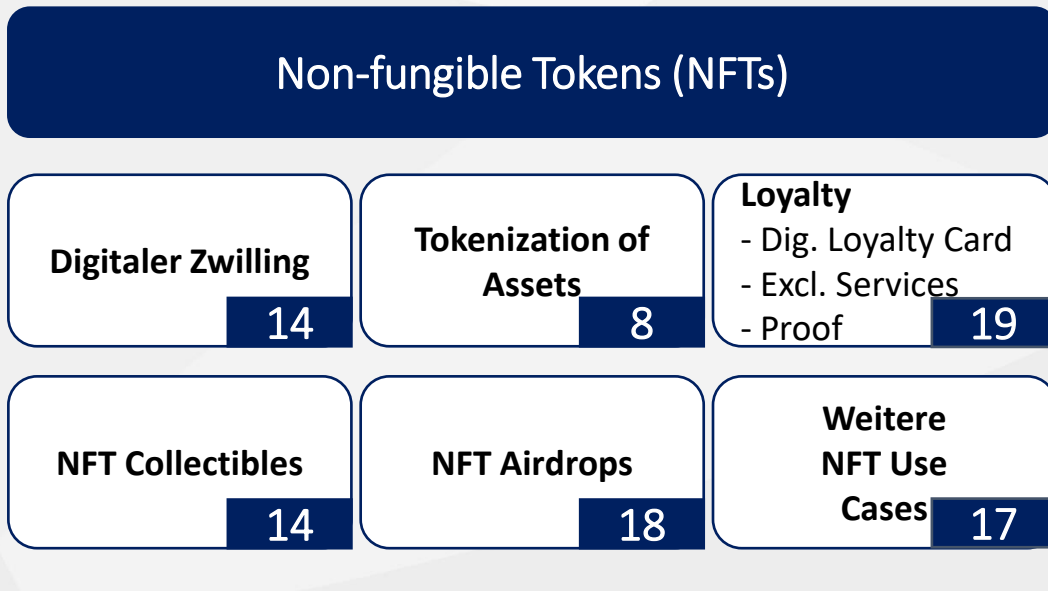 Non-fungible Tokens (NFTs)
Digitaler Zwilling
14
Tokenization of
Assets
8
Loyalty
- Dig. Loyalty Card
- Excl. Services
- Proof
19
NFT Collectibles
14
NFT Airdrops
18
Weitere
NFT Use
Cases
17